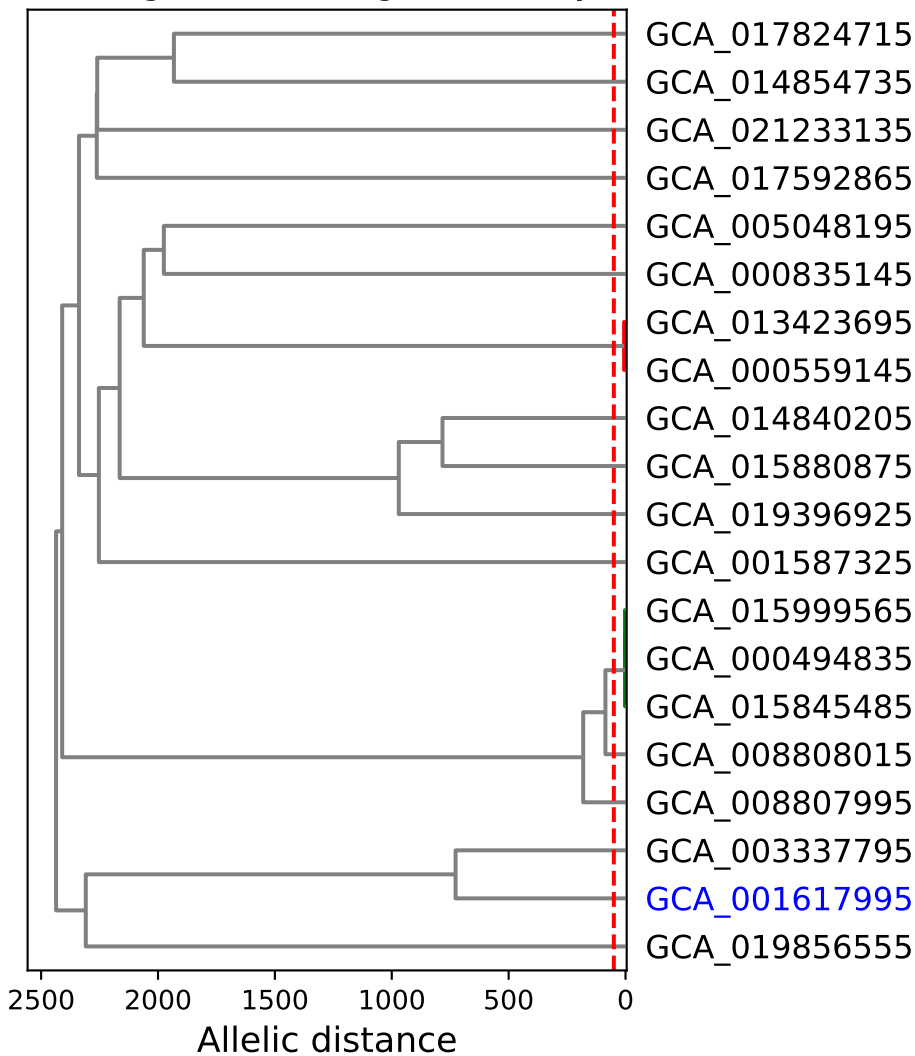 GCA_017824715
GCA_014854735
GCA_021233135
GCA_017592865
GCA_005048195
GCA_000835145
GCA_013423695
GCA_000559145
GCA_014840205
GCA_015880875
GCA_019396925
GCA_001587325
GCA_015999565
GCA_000494835
GCA_015845485
GCA_008808015
GCA_008807995
GCA_003337795
GCA_001617995
GCA_019856555
2500 2000 1500 1000 500 0
Allelic distance